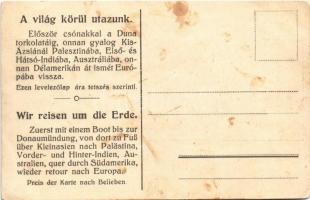 A világ körül utazunk.
Először csónakkal a Duna
torkolatáig, onnan gyalog Kis-
Ázsiánál Palesztinába, Első- és
Hátsó-Indiába, Ausztráliába, on-
nan Délamerikán át ismét Euró-
pába vissza.
Ezen levelezőlap ára tetszés szerinti.
Wir reisen um die Erde.
Zuerst mit einem Boot bis zur
Donaumündung, von dort zu Fuß
über Kleinasien nach Palästina,
Vorder- und Hinter-Indien, Au-
stralien, quer durch Südamerika,
wieder retour nach Europa.
Preis der Karte nach Belieben